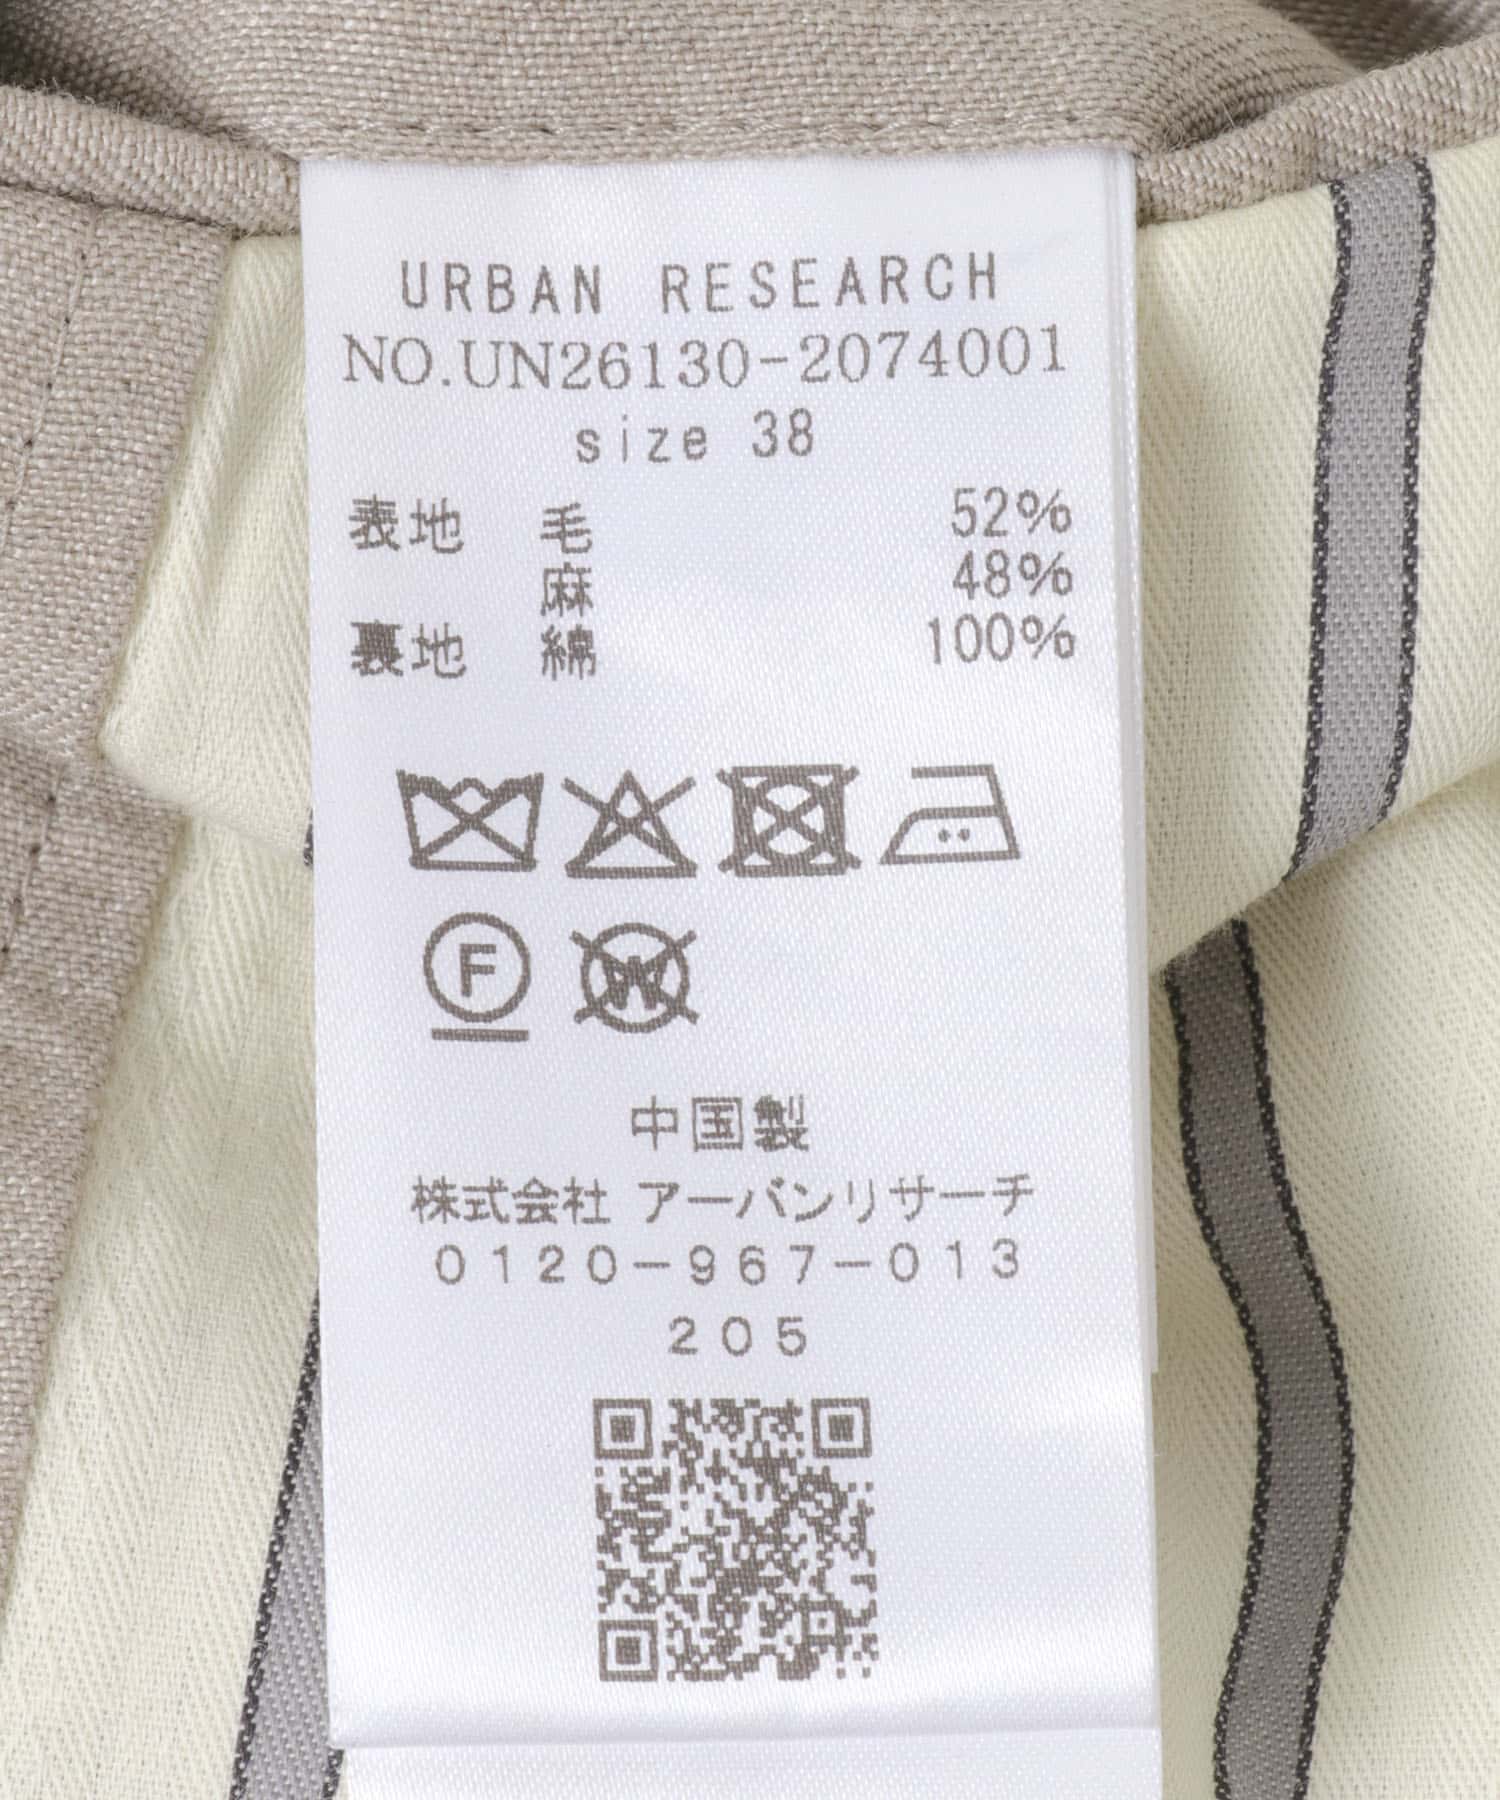 URBAN RESEARCH
NO.UN26130-2074001
size 38
表地 毛 52%
麻 48%
裏地 綿 100%
F
W
中国製
株式会社 アーバンリサーチ
0120-967-013
205